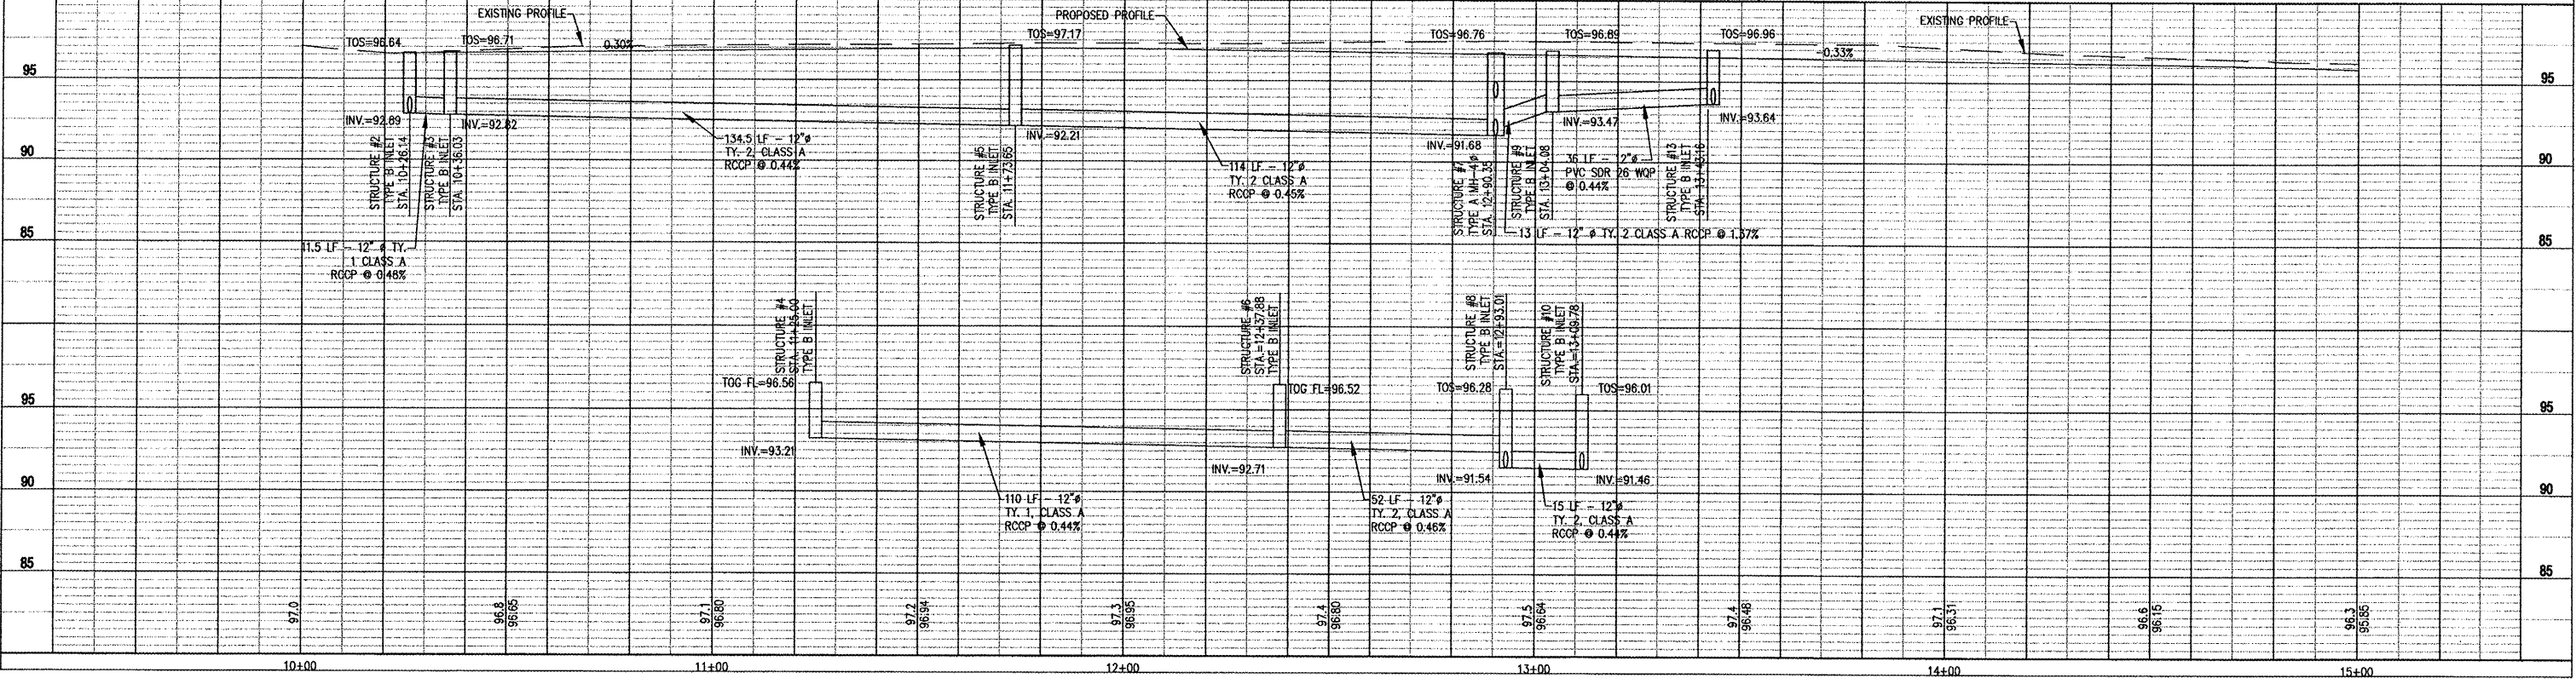 EXISTING PROFILE
PROPOSED PROFILE
EXISTING PROFILE
TOS=96.64
TOS=96.71
0.30%
TOS=97.17
TOS=96.76
TOS=96.89
TOS=96.96
-0.33%
95
95
INV.=92.89
INV.=92.82
INV.=92.21
INV.=91.68
INV.=93.47
INV.=93.64
STRUCTURE #2
TYPE B INLET
STA. 10+26.14
STRUCTURE #3
TYPE B INLET
STA. 10+36.03
134.5 LF - 12"ø
TY. 2, CLASS A
RCCP @ 0.44%
STRUCTURE #5
TYPE B INLET
STA. 11+73.65
114 LF - 12"ø
TY. 2 CLASS A
RCCP @ 0.45%
STRUCTURE #7
TYPE A MH-4'ø
STA. 12+90.35
STRUCTURE #9
TYPE B INLET
STA. 13+04.08
36 LF - 12"ø
PVC SDR 26 WQP
@ 0.44%
STRUCTURE #13
TYPE B INLET
STA. 13+43.16
90
90
11.5 LF - 12" ø TY.
1 CLASS A
RCCP @ 0.48%
13 LF - 12" ø TY. 2 CLASS A RCCP @ 1.37%
85
85
STRUCTURE #4
STA. 11+25.00
TYPE B INLET
STRUCTURE #6
STA.=12+37.88
TYPE B INLET
STRUCTURE #8
TYPE B INLET
STA.=12+93.01
STRUCTURE #10
TYPE B INLET
STA.=13+09.78
TOG FL=96.56
TOG FL=96.52
TOS=96.28
TOS=96.01
95
95
INV.=93.21
INV.=92.71
INV.=91.54
INV.=91.46
90
90
110 LF - 12"ø
TY. 1, CLASS A
RCCP @ 0.44%
52 LF - 12"ø
TY. 2, CLASS A
RCCP @ 0.46%
15 LF - 12"ø
TY. 2, CLASS A
RCCP @ 0.44%
85
85
97.0
96.8
96.65
97.1
96.80
97.2
96.94
97.3
96.95
97.4
96.80
97.5
96.64
97.4
96.48
97.1
96.31
96.6
96.15
96.3
95.85
10+00
11+00
12+00
13+00
14+00
15+00